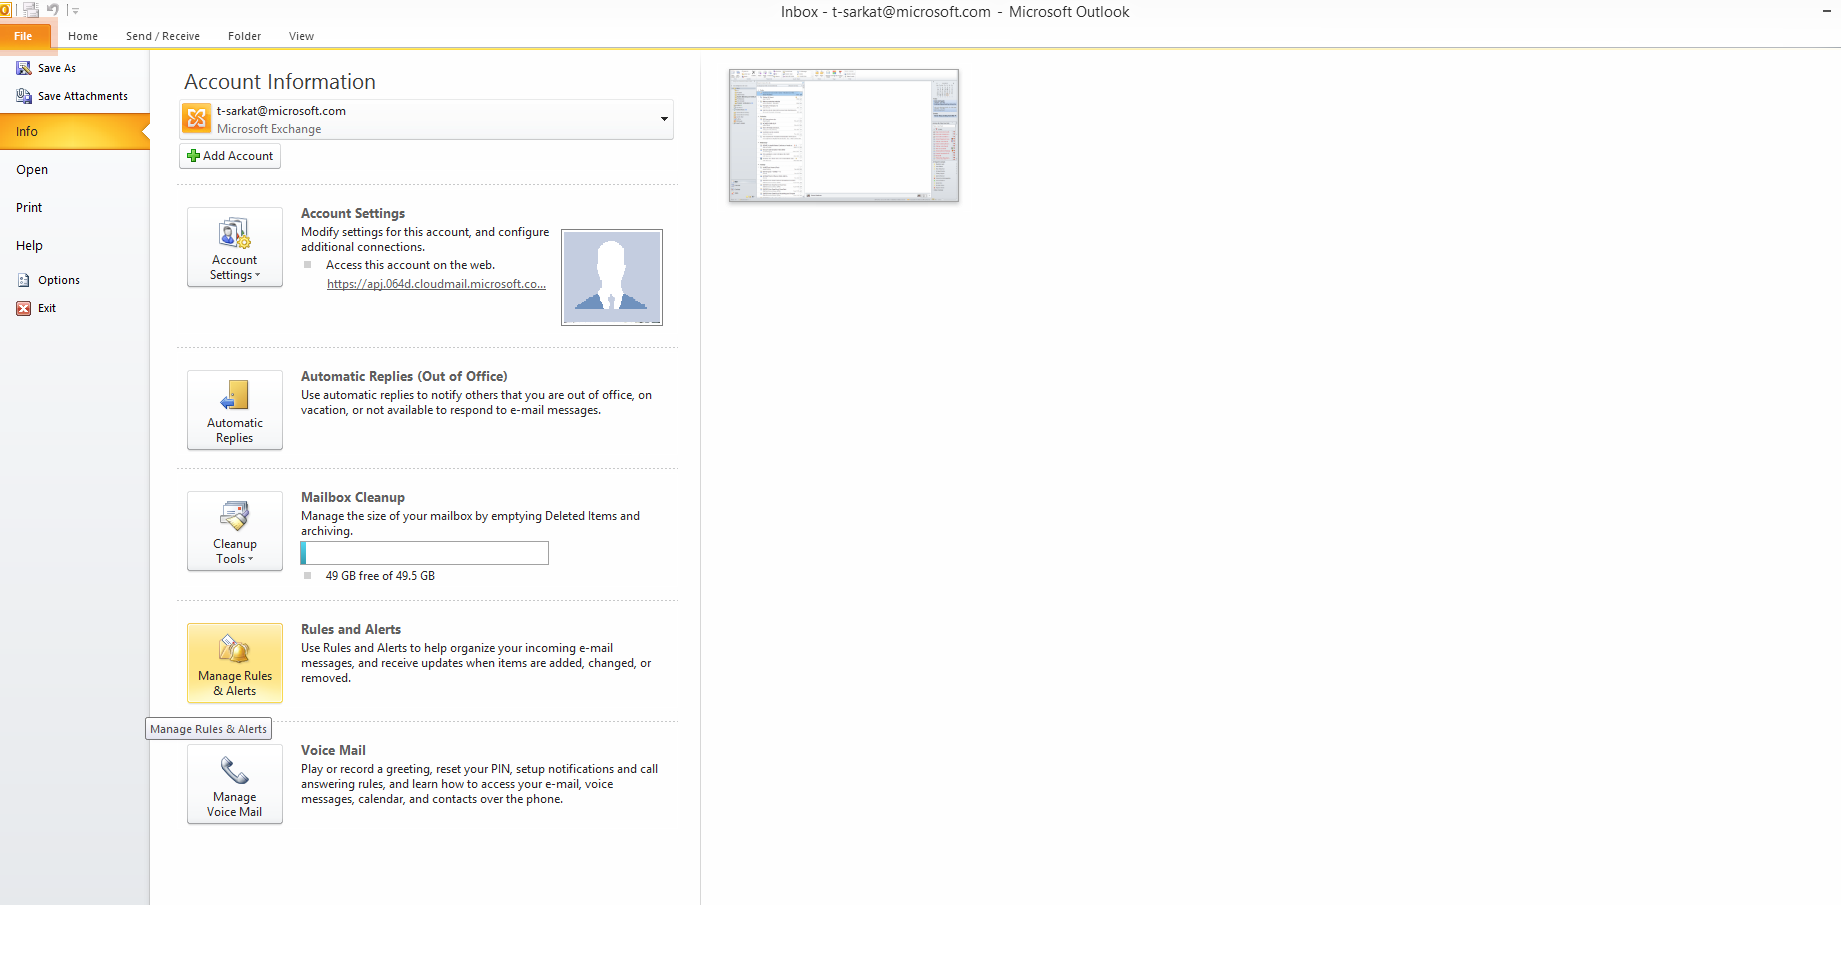 Inbox - t-sarkat@microsoft.com - Microsoft Outlook
File Home Send / Receive Folder View
Save As
Save Attachments
Info
Open
Print
Help
Options
Exit
Account Information
t-sarkat@microsoft.com
Microsoft Exchange
Add Account
Account
Settings
Account Settings
Modify settings for this account, and configure
additional connections.
Access this account on the web.
https://apj.064d.cloudmail.microsoft.co...
Automatic
Replies
Automatic Replies (Out of Office)
Use automatic replies to notify others that you are out of office, on
vacation, or not available to respond to e-mail messages.
Cleanup
Tools
Mailbox Cleanup
Manage the size of your mailbox by emptying Deleted Items and
archiving.
49 GB free of 49.5 GB
Manage Rules
& Alerts
Rules and Alerts
Use Rules and Alerts to help organize your incoming e-mail
messages, and receive updates when items are added, changed, or
removed.
Manage Rules & Alerts
Manage
Voice Mail
Voice Mail
Play or record a greeting, reset your PIN, setup notifications and call
answering rules, and learn how to access your e-mail, voice
messages, calendar, and contacts over the phone.